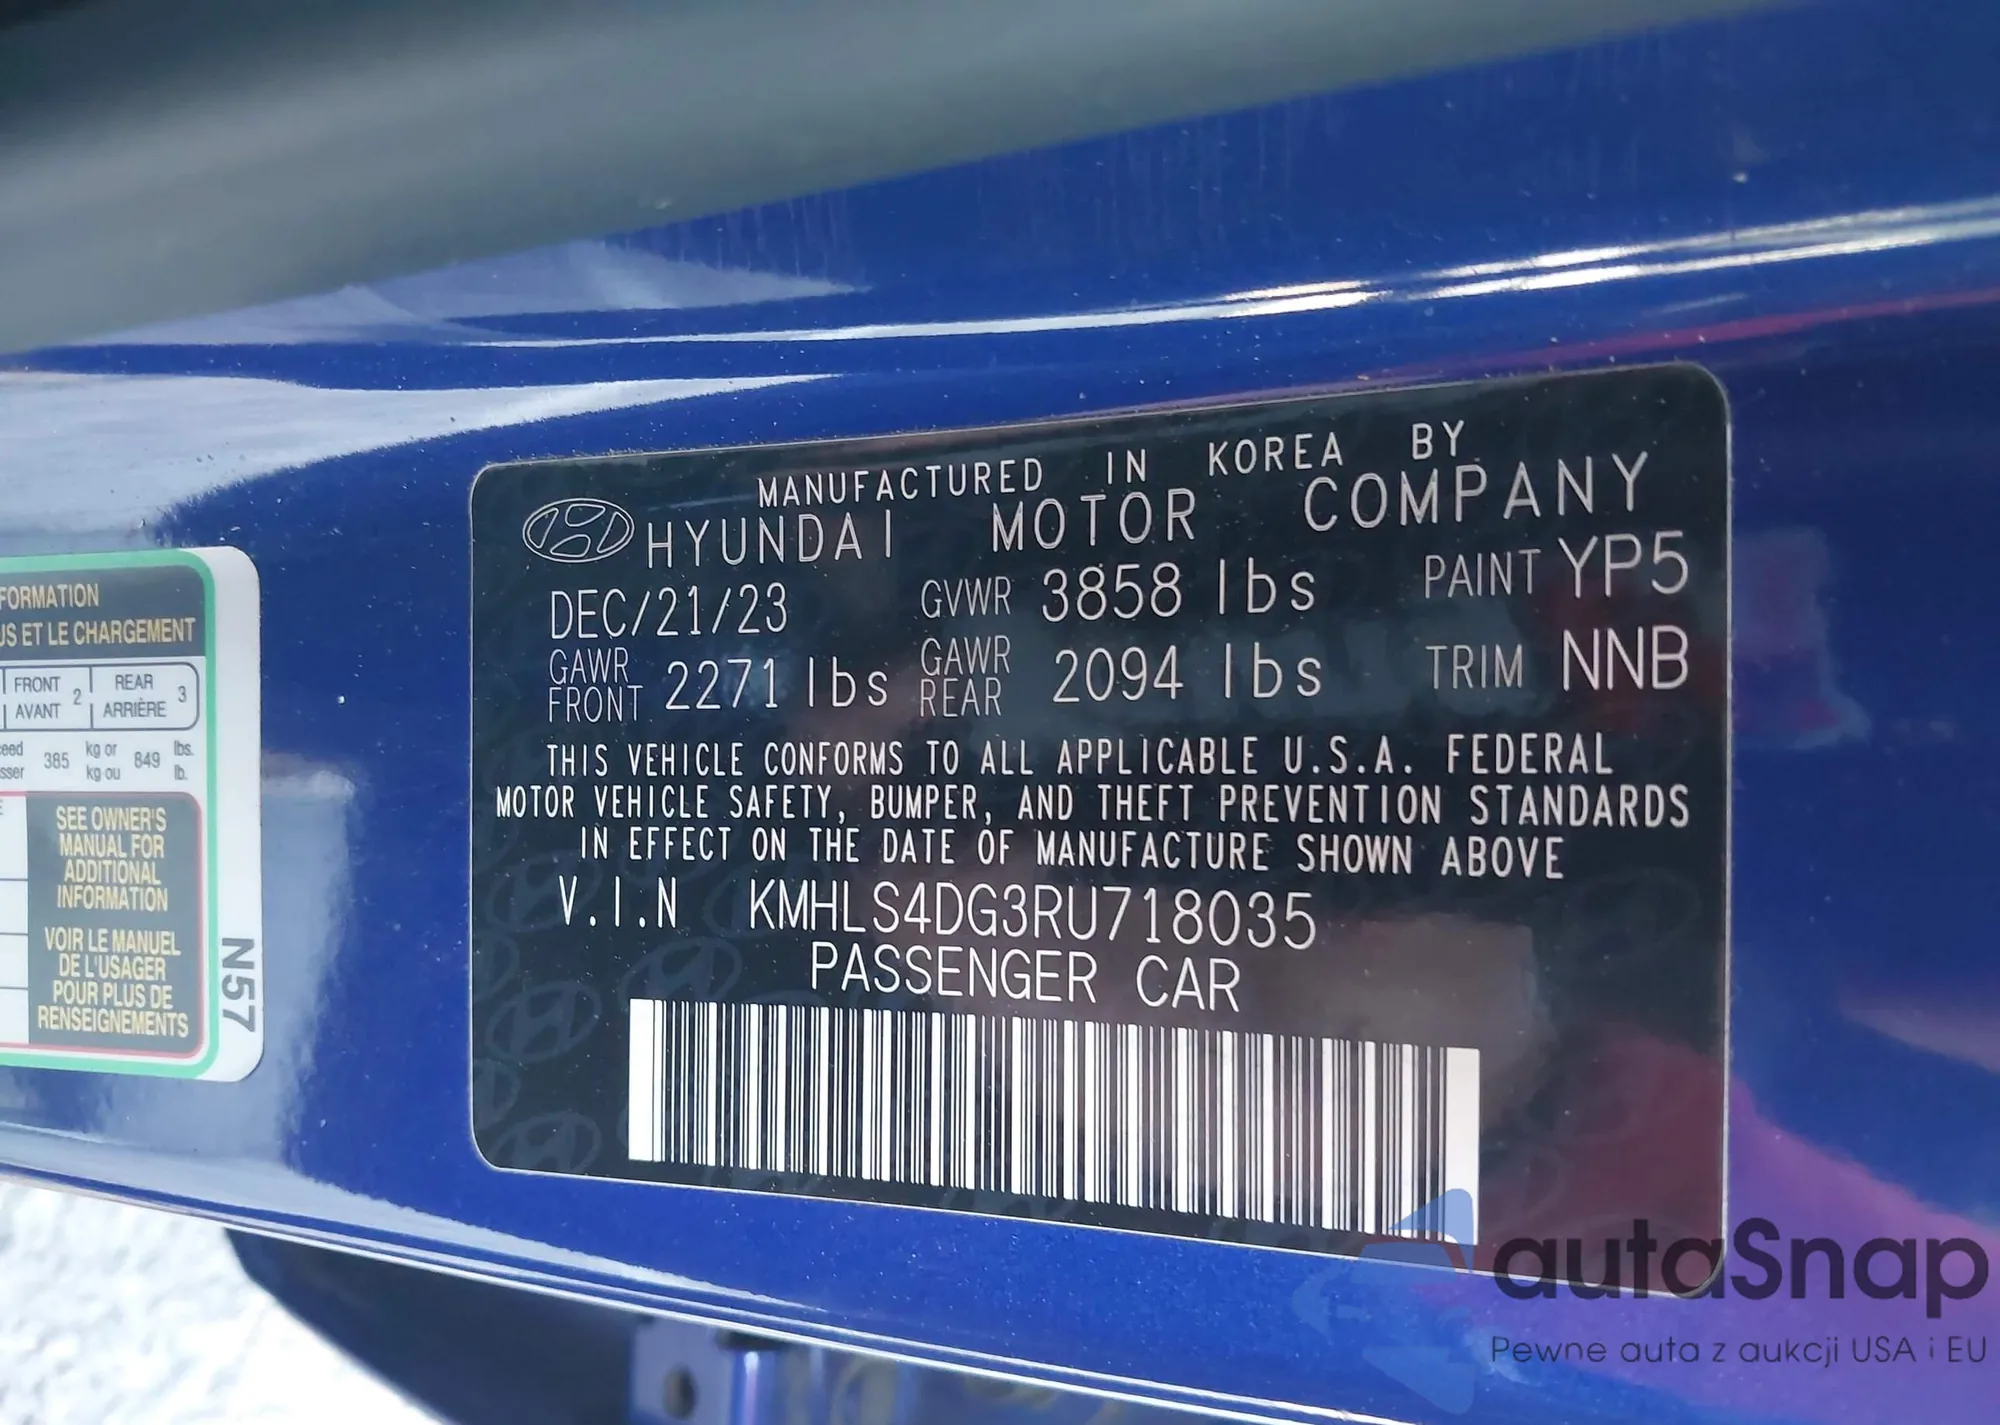 MANUFACTURED IN KOREA BY
HYUNDAI MOTOR COMPANY
DEC/21/23 GVWR 3858 lbs PAINT YP5
GAWR FRONT 2271 lbs GAWR REAR 2094 lbs TRIM NNB
THIS VEHICLE CONFORMS TO ALL APPLICABLE U.S.A. FEDERAL
MOTOR VEHICLE SAFETY, BUMPER, AND THEFT PREVENTION STANDARDS
IN EFFECT ON THE DATE OF MANUFACTURE SHOWN ABOVE
V.I.N KMHLS4DG3RU718035
PASSENGER CAR
FORMATION
US ET LE CHARGEMENT
FRONT 2 REAR 3
AVANT ARRIÈRE
eed 385 kg or 849 lbs.
sser kg ou lb.
SEE OWNER'S
MANUAL FOR
ADDITIONAL
INFORMATION
VOIR LE MANUEL
DE L'USAGER
POUR PLUS DE
RENSEIGNEMENTS
N57
autaSnap
Pewne auta z aukcji USA i EU